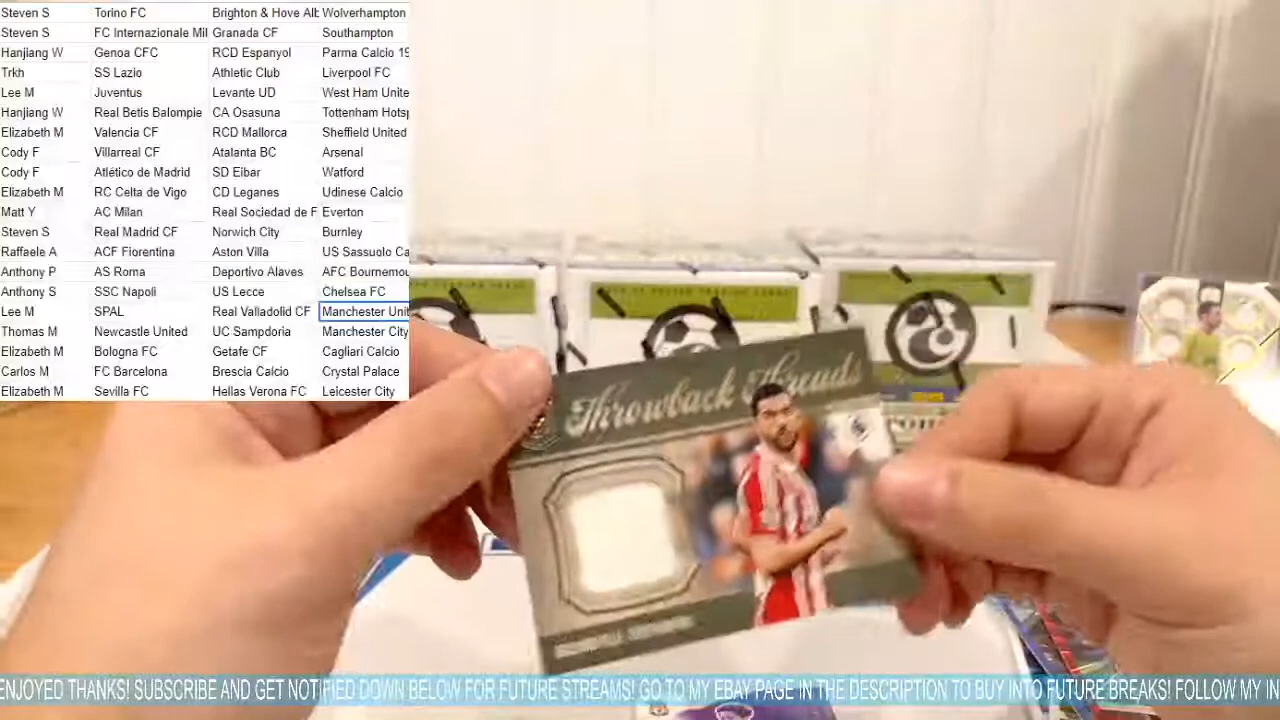 Steven S Torino FC Brighton & Hove Alb Wolverhampton
Steven S FC Internazionale Mil Granada CF Southampton
Hanjiang W Genoa CFC RCD Espanyol Parma Calcio 19
Trkh SS Lazio Athletic Club Liverpool FC
Lee M Juventus Levante UD West Ham Unite
Hanjiang W Real Betis Balompie CA Osasuna Tottenham Hots
Elizabeth M Valencia CF RCD Mallorca Sheffield United
Cody F Villarreal CF Atalanta BC Arsenal
Cody F Atlético de Madrid SD Eibar Watford
Elizabeth M RC Celta de Vigo CD Leganes Udinese Calcio
Matt Y AC Milan Real Sociedad de F Everton
Steven S Real Madrid CF Norwich City Burnley
Raffaele A ACF Fiorentina Aston Villa US Sassuolo Ca
Anthony P AS Roma Deportivo Alaves AFC Bournemou
Anthony S SSC Napoli US Lecce Chelsea FC
Lee M SPAL Real Valladolid CF Manchester Unit
Thomas M Newcastle United UC Sampdoria Manchester City
Elizabeth M Bologna FC Getafe CF Cagliari Calcio
Carlos M FC Barcelona Brescia Calcio Crystal Palace
Elizabeth M Sevilla FC Hellas Verona FC Leicester City
Throwback Threads
ENJOYED THANKS! SUBSCRIBE AND GET NOTIFIED DOWN BELOW FOR FUTURE STREAMS! GO TO MY EBAY PAGE IN THE DESCRIPTION TO BUY INTO FUTURE BREAKS! FOLLOW MY IN